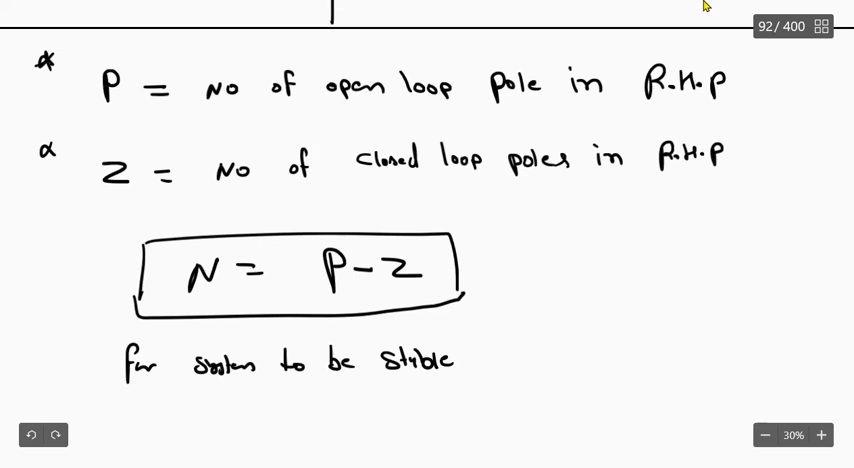 92/400
* P = No of open loop pole in R.H.P
* Z = No of closed loop poles in R.H.P
N = P-Z
for system to be stable
30%